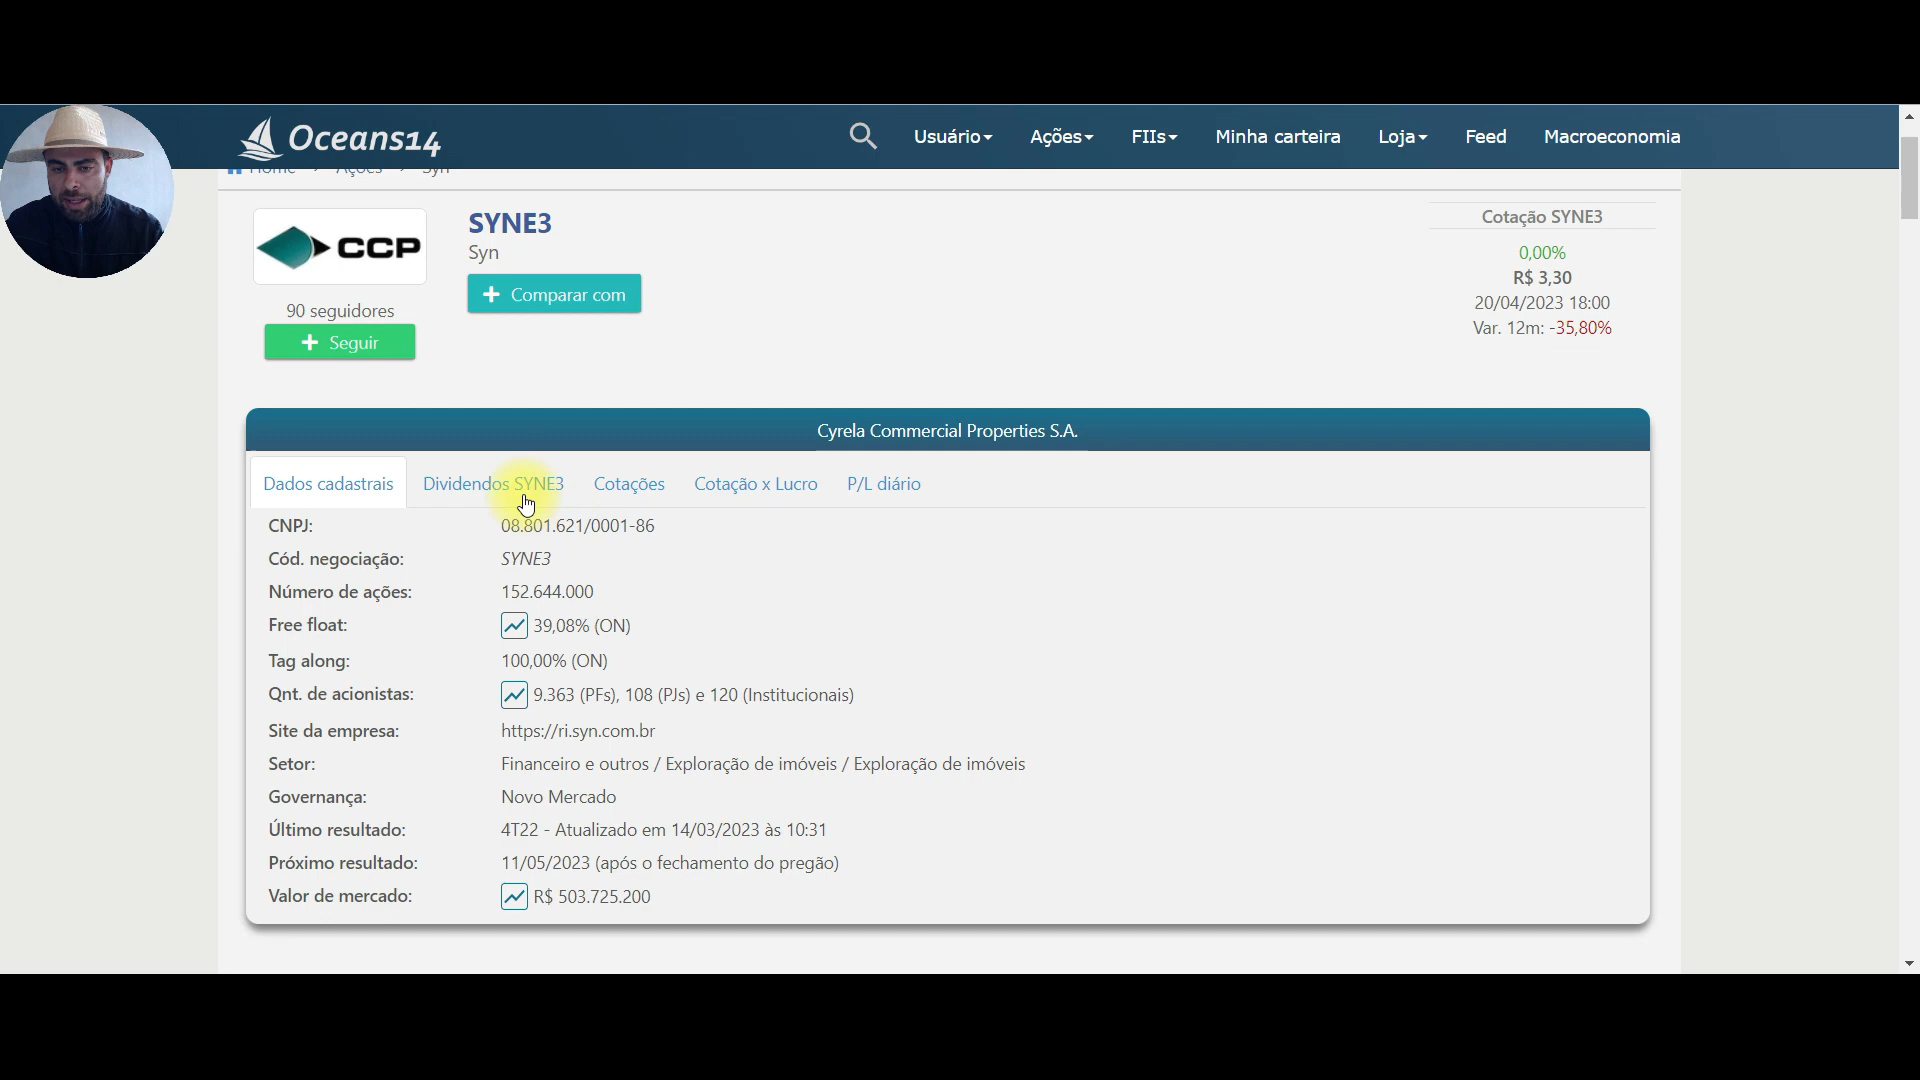 Oceans14
Usuário Ações FIIs Minha carteira Loja Feed Macroeconomia
Home > Ações > Syn
CCP
90 seguidores
+ Seguir
SYNE3
Syn
+ Comparar com
Cotação SYNE3
0,00%
R$ 3,30
20/04/2023 18:00
Var. 12m: -35,80%
Cyrela Commercial Properties S.A.
Dados cadastrais Dividendos SYNE3 Cotações Cotação x Lucro P/L diário
CNPJ: 08.801.621/0001-86
Cód. negociação: SYNE3
Número de ações: 152.644.000
Free float: 39,08% (ON)
Tag along: 100,00% (ON)
Qnt. de acionistas: 9.363 (PFs), 108 (PJs) e 120 (Institucionais)
Site da empresa: https://ri.syn.com.br
Setor: Financeiro e outros / Exploração de imóveis / Exploração de imóveis
Governança: Novo Mercado
Último resultado: 4T22 - Atualizado em 14/03/2023 às 10:31
Próximo resultado: 11/05/2023 (após o fechamento do pregão)
Valor de mercado: R$ 503.725.200